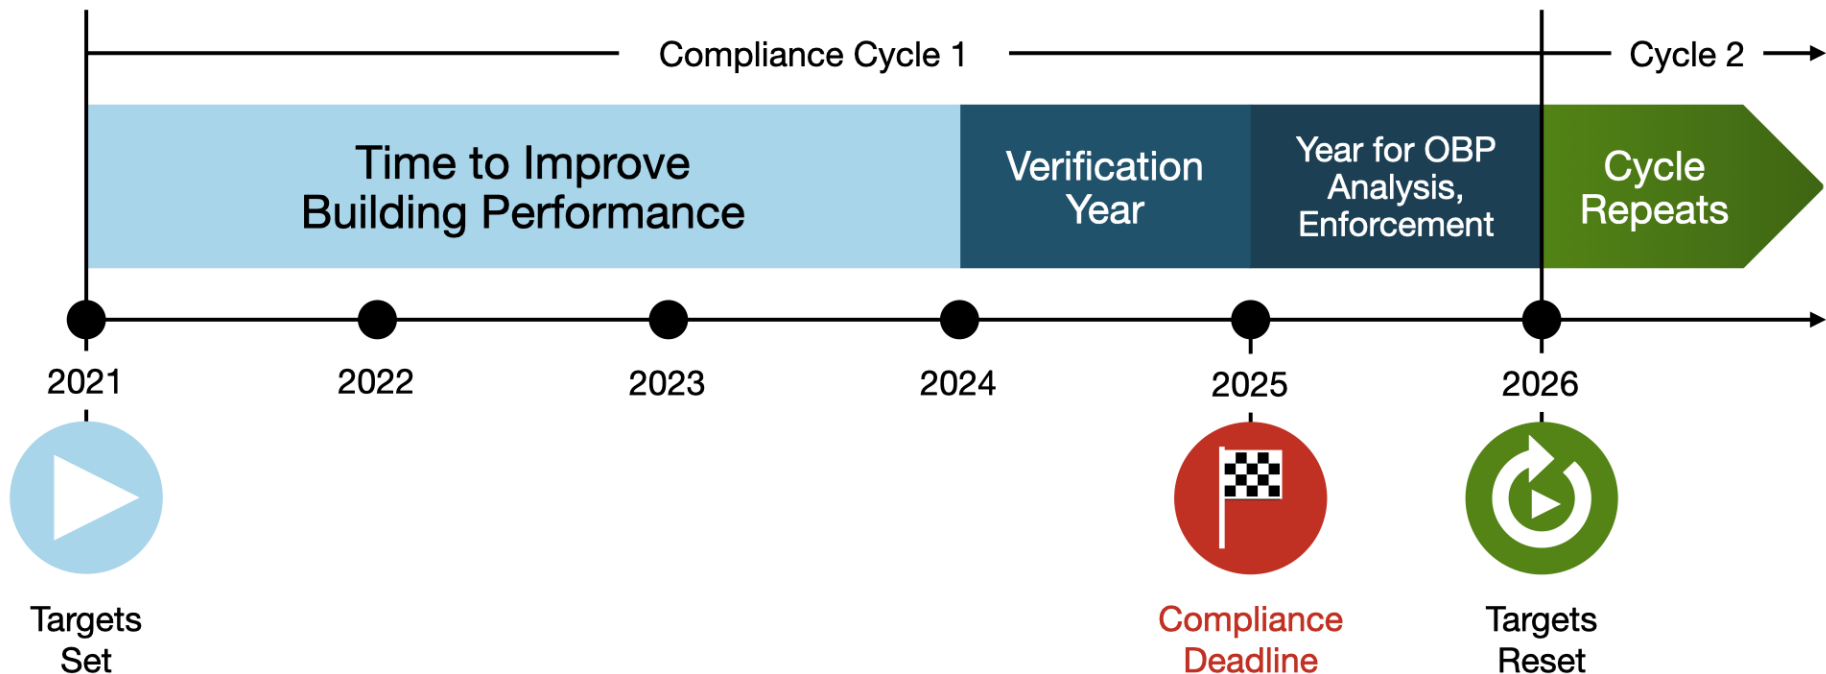 Compliance Cycle 1
Cycle 2
Time to Improve
Building Performance
Verification
Year
Year for OBP
Analysis,
Enforcement
Cycle
Repeats
2021
2022
2023
2024
2025
2026
Targets
Set
Compliance
Deadline
Targets
Reset